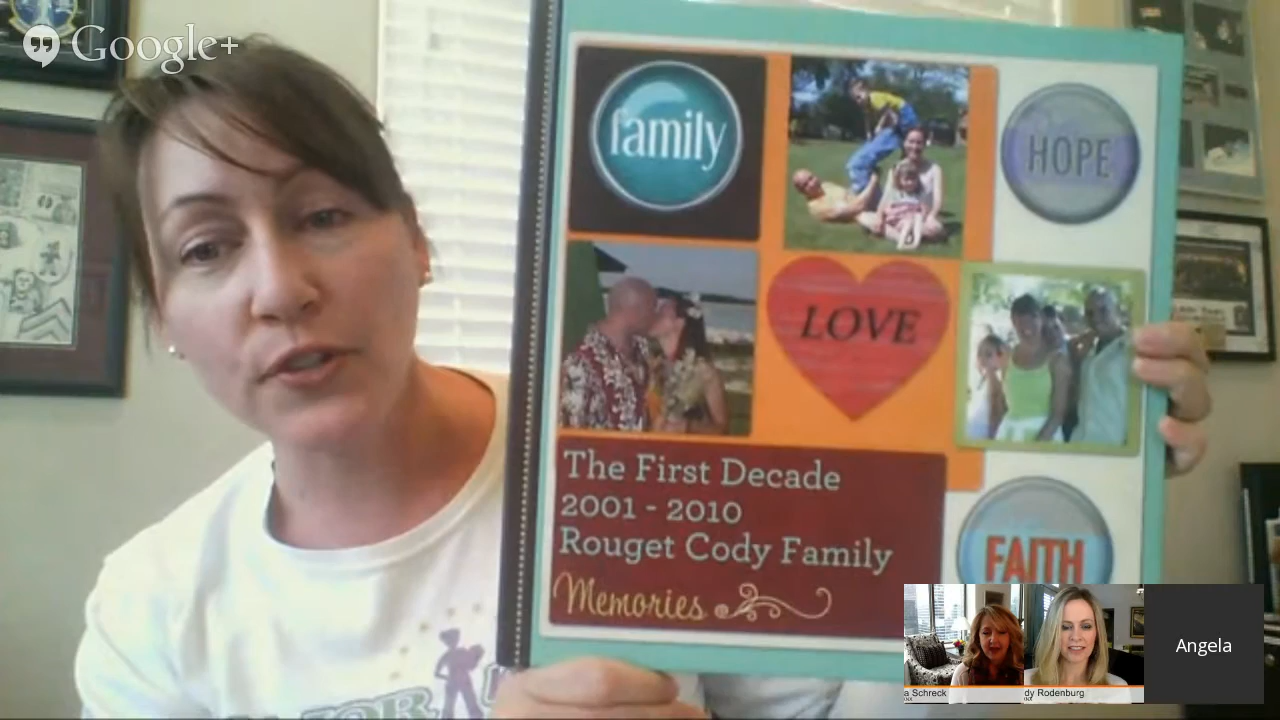 Google+
family
HOPE
LOVE
The First Decade
2001 - 2010
Rouget Cody Family
Memories
FAITH
Angela
a Schreck
dy Rodenburg